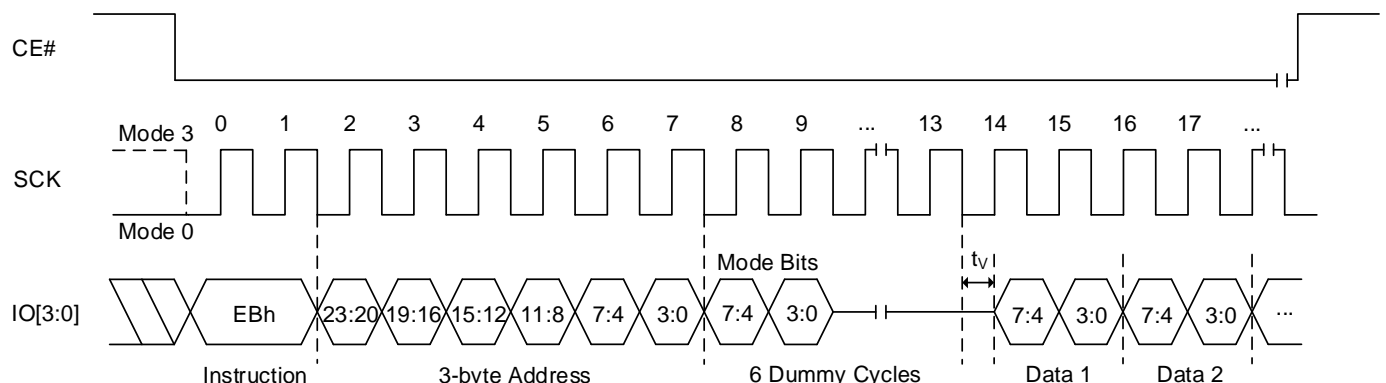 CE#
Mode 3
0 1 2 3 4 5 6 7 8 9 ... 13 14 15 16 17 ...
SCK
Mode 0
Mode Bits
tV
IO[3:0]
EBh 23:20 19:16 15:12 11:8 7:4 3:0 7:4 3:0 7:4 3:0 7:4 3:0 ...
Instruction 3-byte Address 6 Dummy Cycles Data 1 Data 2